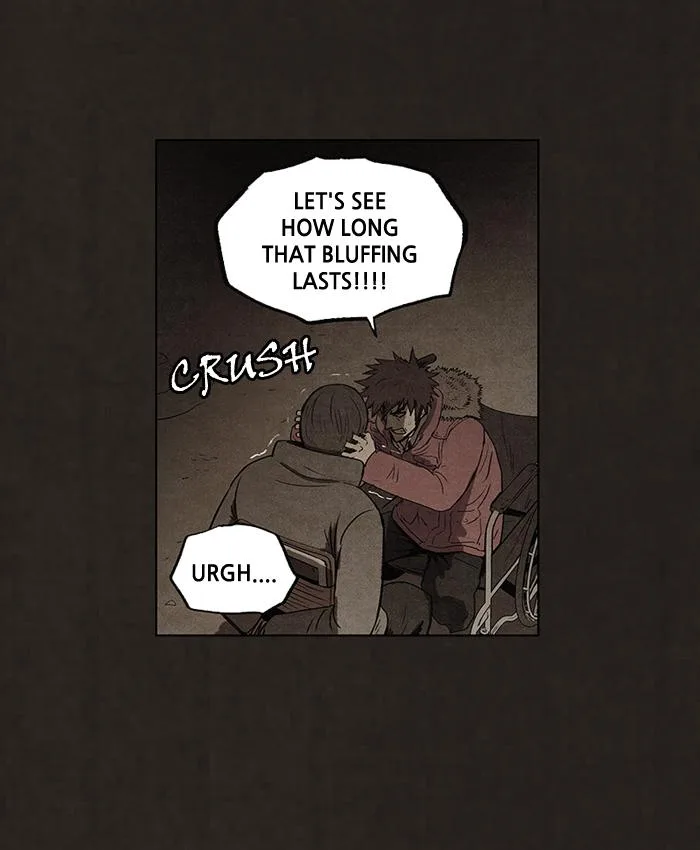 LET'S SEE
HOW LONG
THAT BLUFFING
LASTS!!!!
CRUSH
URGH....